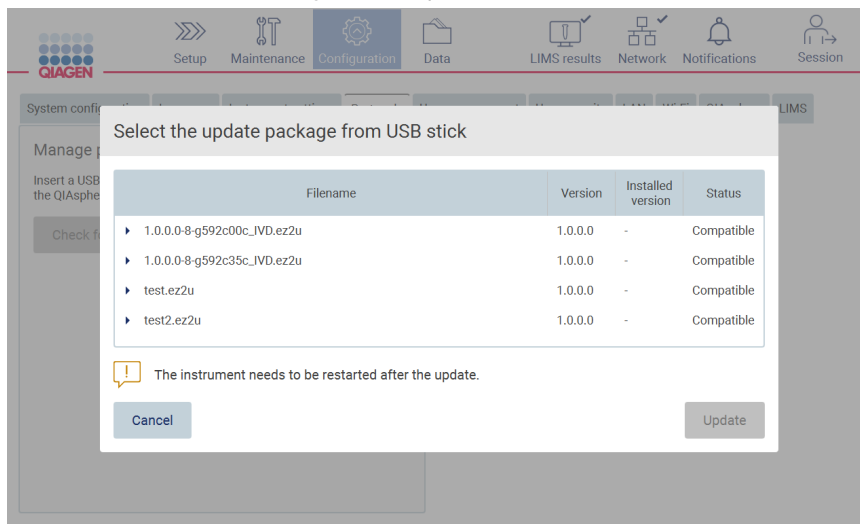 QIAGEN
Setup
Maintenance
Configuration
Data
LIMS results
Network
Notifications
Session
System
LIMS
Manage
Insert a USB
the
Check
Select the update package from USB stick
Filename
Version
Installed
version
Status
1.0.0.0-8-g592c00c_IVD.ez2u 1.0.0.0 - Compatible
1.0.0.0-8-g592c35c_IVD.ez2u 1.0.0.0 - Compatible
test.ez2u 1.0.0.0 - Compatible
test2.ez2u 1.0.0.0 - Compatible
The instrument needs to be restarted after the update.
Cancel
Update